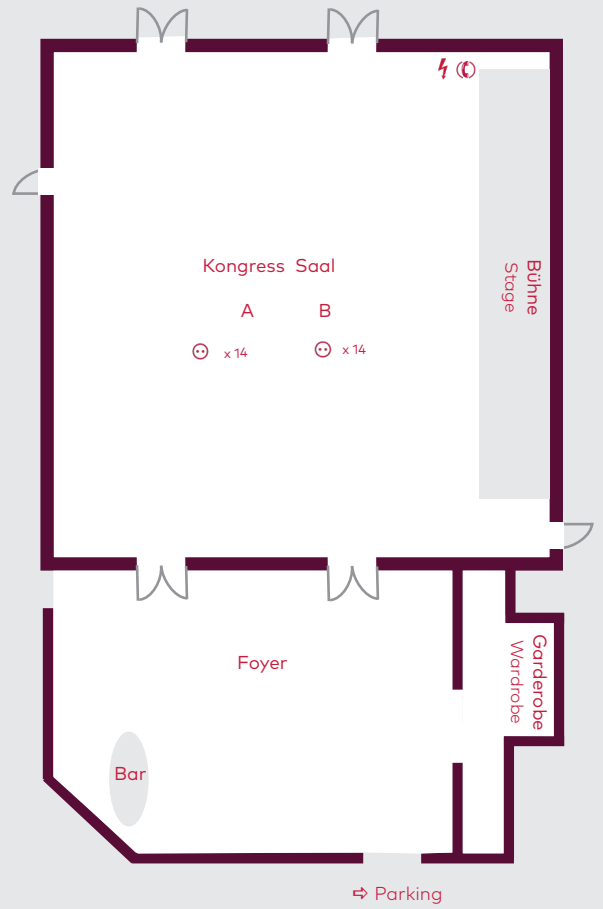 Kongress Saal
A B
x 14 x 14
Bühne
Stage
Foyer
Garderobe
Wardrobe
Bar
Parking